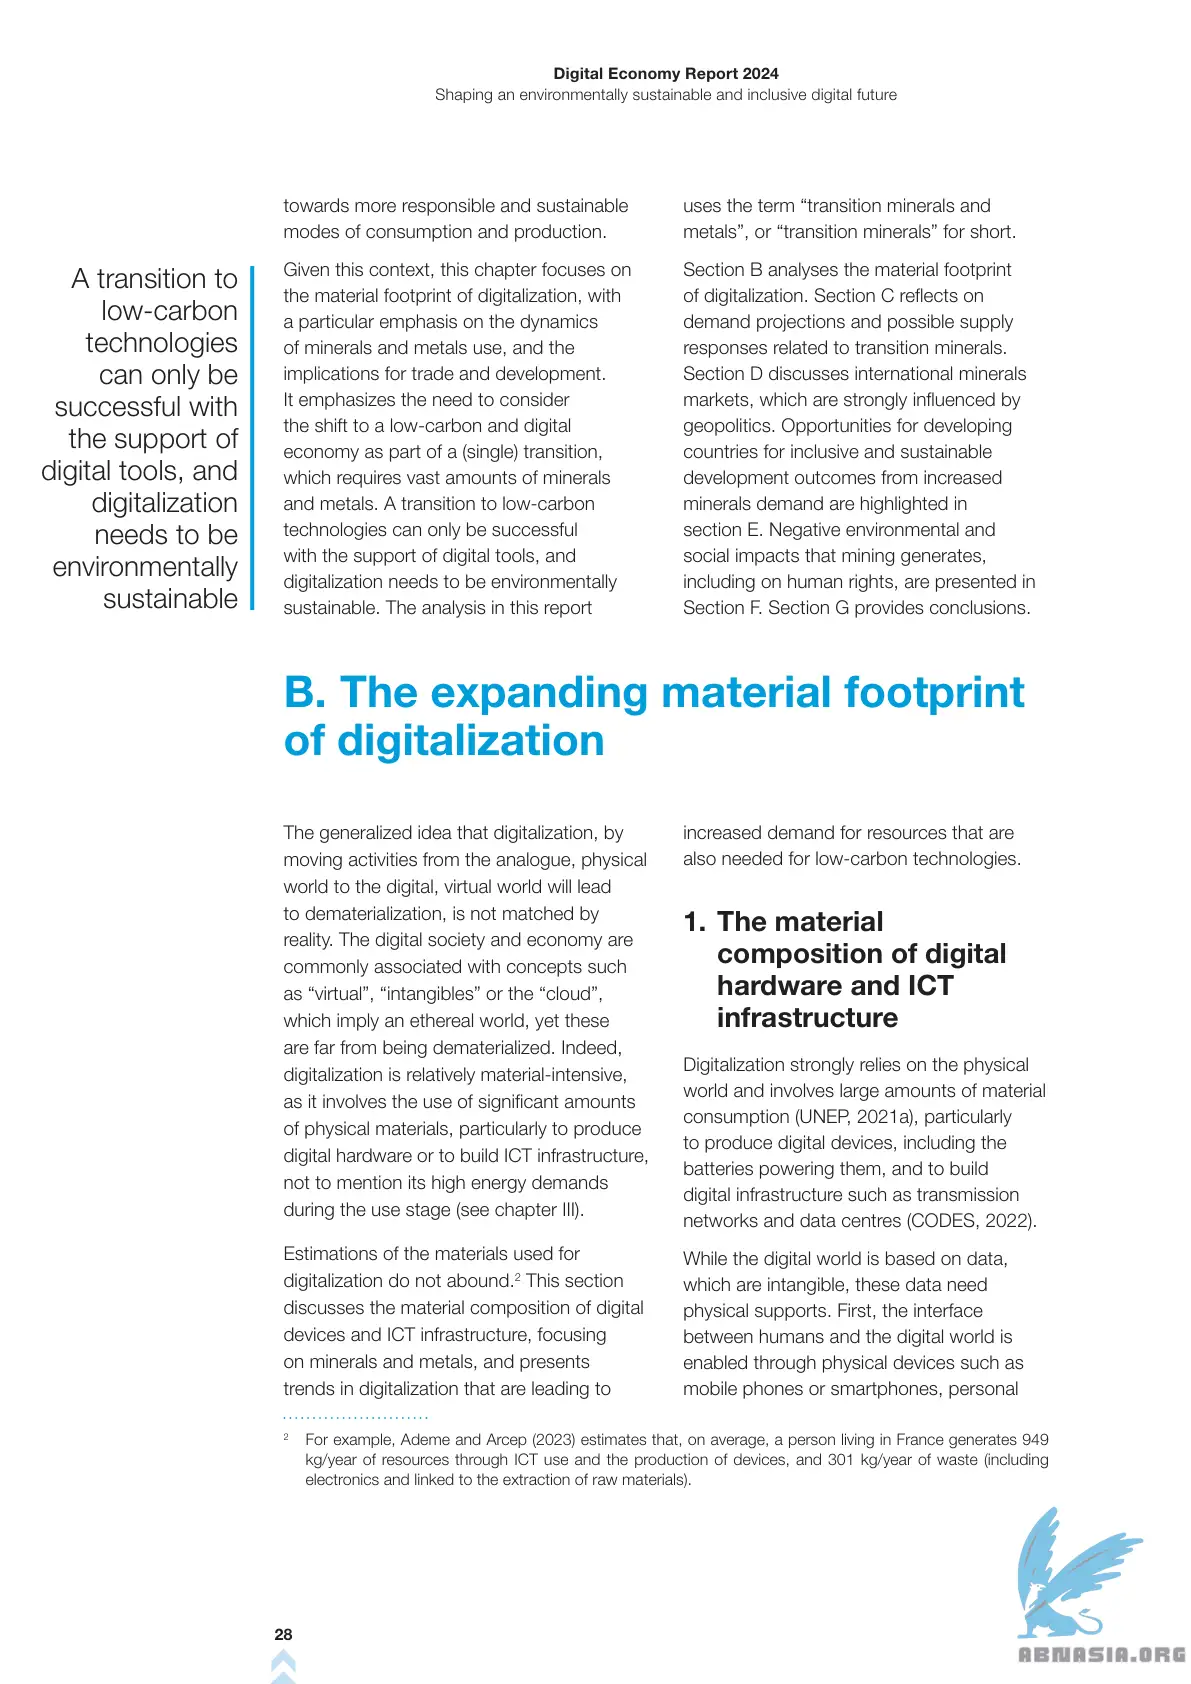 Digital Economy Report 2024
Shaping an environmentally sustainable and inclusive digital future
A transition to
low-carbon
technologies
can only be
successful with
the support of
digital tools, and
digitalization
needs to be
environmentally
sustainable
towards more responsible and sustainable
modes of consumption and production.
Given this context, this chapter focuses on
the material footprint of digitalization, with
a particular emphasis on the dynamics
of minerals and metals use, and the
implications for trade and development.
It emphasizes the need to consider
the shift to a low-carbon and digital
economy as part of a (single) transition,
which requires vast amounts of minerals
and metals. A transition to low-carbon
technologies can only be successful
with the support of digital tools, and
digitalization needs to be environmentally
sustainable. The analysis in this report
uses the term “transition minerals and
metals”, or “transition minerals” for short.
Section B analyses the material footprint
of digitalization. Section C reflects on
demand projections and possible supply
responses related to transition minerals.
Section D discusses international minerals
markets, which are strongly influenced by
geopolitics. Opportunities for developing
countries for inclusive and sustainable
development outcomes from increased
minerals demand are highlighted in
section E. Negative environmental and
social impacts that mining generates,
including on human rights, are presented in
Section F. Section G provides conclusions.
B. The expanding material footprint
of digitalization
The generalized idea that digitalization, by
moving activities from the analogue, physical
world to the digital, virtual world will lead
to dematerialization, is not matched by
reality. The digital society and economy are
commonly associated with concepts such
as “virtual”, “intangibles” or the “cloud”,
which imply an ethereal world, yet these
are far from being dematerialized. Indeed,
digitalization is relatively material-intensive,
as it involves the use of significant amounts
of physical materials, particularly to produce
digital hardware or to build ICT infrastructure,
not to mention its high energy demands
during the use stage (see chapter III).
Estimations of the materials used for
digitalization do not abound.2 This section
discusses the material composition of digital
devices and ICT infrastructure, focusing
on minerals and metals, and presents
trends in digitalization that are leading to
increased demand for resources that are
also needed for low-carbon technologies.
1. The material
composition of digital
hardware and ICT
infrastructure
Digitalization strongly relies on the physical
world and involves large amounts of material
consumption (UNEP, 2021a), particularly
to produce digital devices, including the
batteries powering them, and to build
digital infrastructure such as transmission
networks and data centres (CODES, 2022).
While the digital world is based on data,
which are intangible, these data need
physical supports. First, the interface
between humans and the digital world is
enabled through physical devices such as
mobile phones or smartphones, personal
2 For example, Ademe and Arcep (2023) estimates that, on average, a person living in France generates 949
kg/year of resources through ICT use and the production of devices, and 301 kg/year of waste (including
electronics and linked to the extraction of raw materials).
28
ABNASIA.ORG